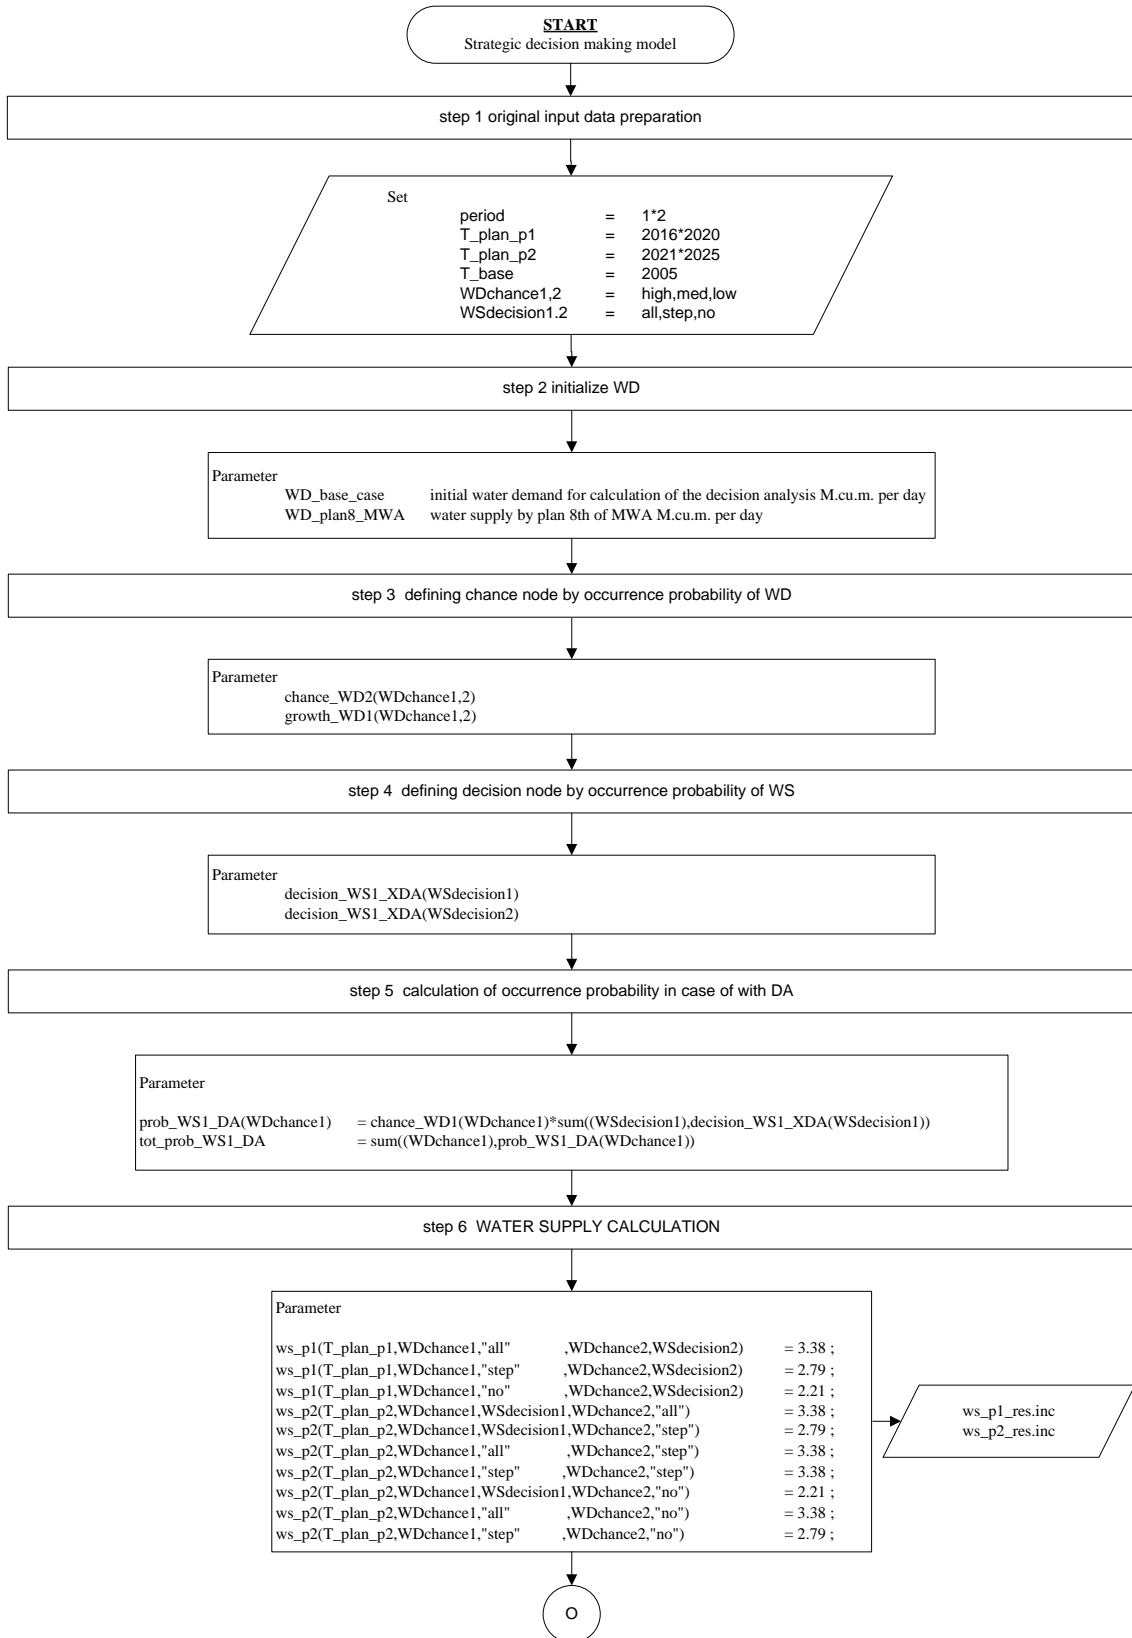 START
Strategic decision making model
step 1 original input data preparation
Set
period = 1*2
T_plan_p1 = 2016*2020
T_plan_p2 = 2021*2025
T_base = 2005
WDchance1,2 = high,med,low
WSdecision1.2 = all,step,no
step 2 initialize WD
Parameter
WD_base_case initial water demand for calculation of the decision analysis M.cu.m. per day
WD_plan8_MWA water supply by plan 8th of MWA M.cu.m. per day
step 3 defining chance node by occurrence probability of WD
Parameter
chance_WD2(WDchance1,2)
growth_WD1(WDchance1,2)
step 4 defining decision node by occurrence probability of WS
Parameter
decision_WS1_XDA(WSdecision1)
decision_WS1_XDA(WSdecision2)
step 5 calculation of occurrence probability in case of with DA
Parameter
prob_WS1_DA(WDchance1) = chance_WD1(WDchance1)*sum((WSdecision1),decision_WS1_XDA(WSdecision1))
tot_prob_WS1_DA = sum((WDchance1),prob_WS1_DA(WDchance1))
step 6 WATER SUPPLY CALCULATION
Parameter
ws_p1(T_plan_p1,WDchance1,"all" ,WDchance2,WSdecision2) = 3.38 ;
ws_p1(T_plan_p1,WDchance1,"step" ,WDchance2,WSdecision2) = 2.79 ;
ws_p1(T_plan_p1,WDchance1,"no" ,WDchance2,WSdecision2) = 2.21 ;
ws_p2(T_plan_p2,WDchance1,WSdecision1,WDchance2,"all") = 3.38 ;
ws_p2(T_plan_p2,WDchance1,WSdecision1,WDchance2,"step") = 2.79 ;
ws_p2(T_plan_p2,WDchance1,"all" ,WDchance2,"step") = 3.38 ;
ws_p2(T_plan_p2,WDchance1,"step" ,WDchance2,"step") = 3.38 ;
ws_p2(T_plan_p2,WDchance1,WSdecision1,WDchance2,"no") = 2.21 ;
ws_p2(T_plan_p2,WDchance1,"all" ,WDchance2,"no") = 3.38 ;
ws_p2(T_plan_p2,WDchance1,"step" ,WDchance2,"no") = 2.79 ;
ws_p1_res.inc
ws_p2_res.inc
O